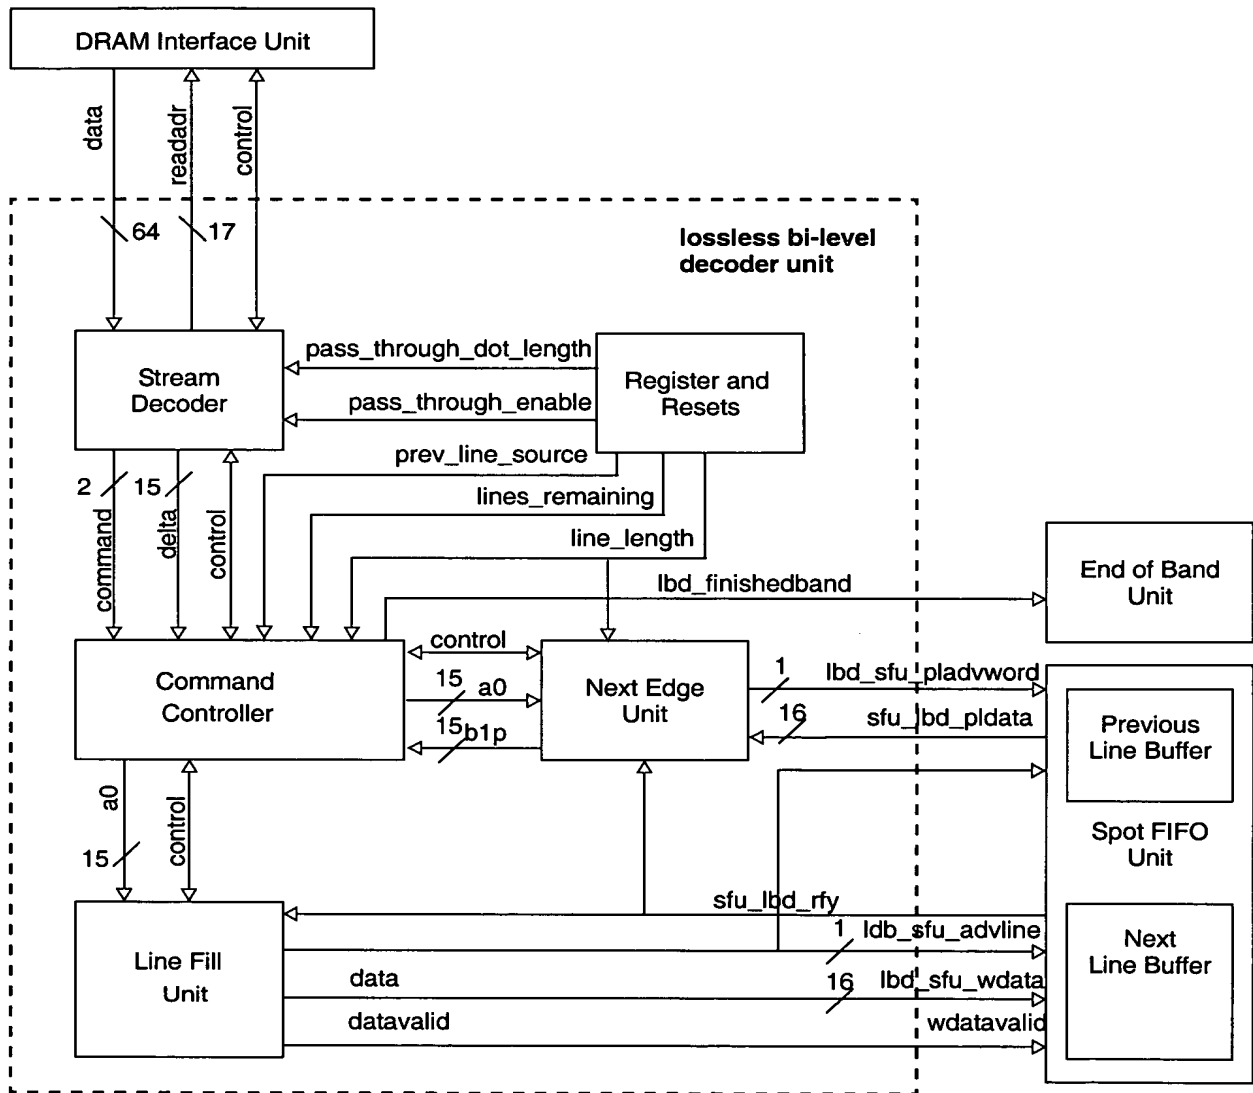 DRAM Interface Unit
data
readadr
control
64
17
lossless bi-level
decoder unit
Stream
Decoder
pass_through_dot_length
pass_through_enable
Register and
Resets
prev_line_source
lines_remaining
line_length
2
15
command
delta
control
lbd_finishedband
End of Band
Unit
Command
Controller
control
15
a0
15
b1p
Next Edge
Unit
1
lbd_sfu_pladvword
16
sfu_lbd_pldata
Previous
Line Buffer
Spot FIFO
Unit
a0
control
15
Line Fill
Unit
sfu_lbd_rfy
1
ldb_sfu_advline
data
16
lbd_sfu_wdata
datavalid
wdatavalid
Next
Line Buffer